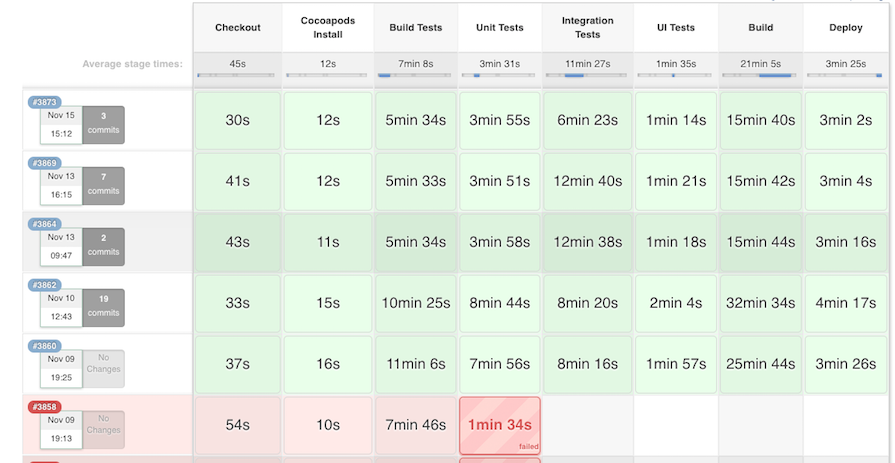 Checkout Cocoapods Install Build Tests Unit Tests Integration Tests UI Tests Build Deploy
Average stage times: 45s 12s 7min 8s 3min 31s 11min 27s 1min 35s 21min 5s 3min 25s
#3873
Nov 15 3
15:12 commits
30s 12s 5min 34s 3min 55s 6min 23s 1min 14s 15min 40s 3min 2s
#3869
Nov 13 7
16:15 commits
41s 12s 5min 33s 3min 51s 12min 40s 1min 21s 15min 42s 3min 4s
#3864
Nov 13 2
09:47 commits
43s 11s 5min 34s 3min 58s 12min 38s 1min 18s 15min 44s 3min 16s
#3862
Nov 10 19
12:43 commits
33s 15s 10min 25s 8min 44s 8min 20s 2min 4s 32min 34s 4min 17s
#3860
Nov 09 No
19:25 Changes
37s 16s 11min 6s 7min 56s 8min 16s 1min 57s 25min 44s 3min 26s
#3858
Nov 09 No
19:13 Changes
54s 10s 7min 46s 1min 34s
failed